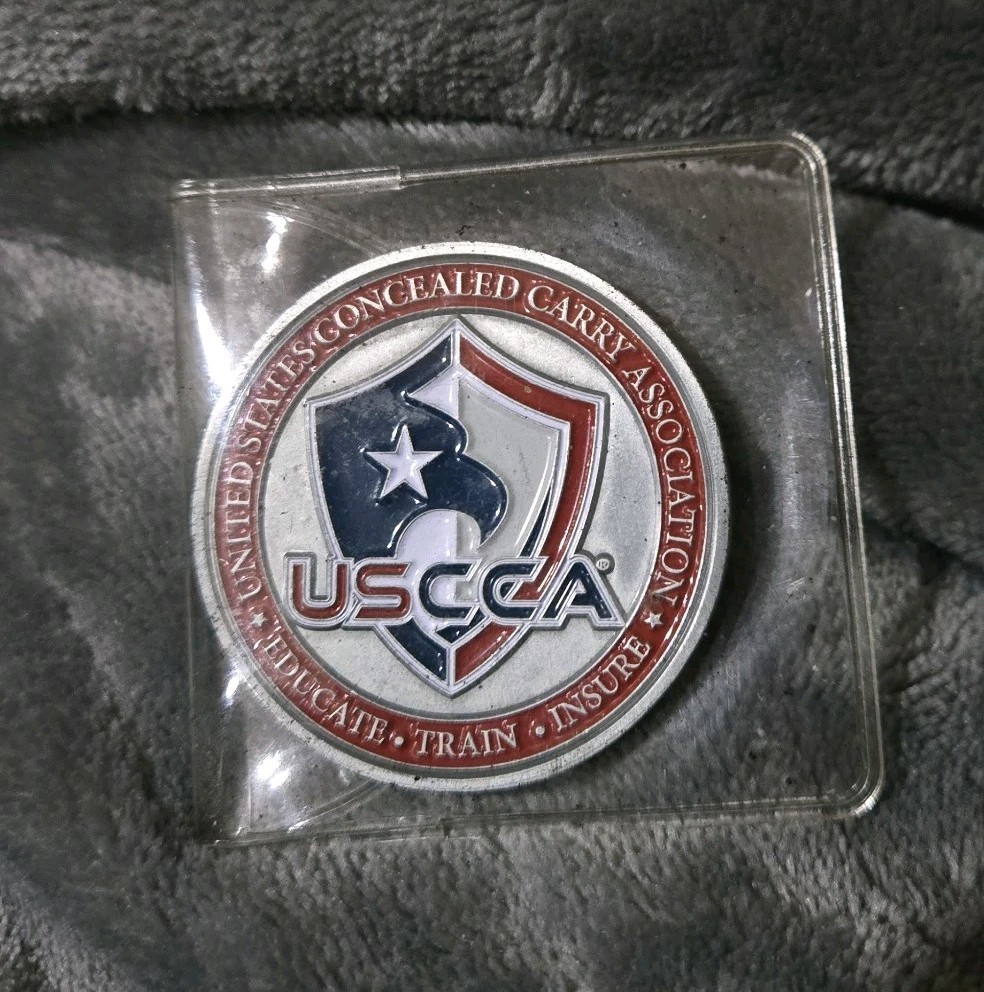 UNITED STATES CONCEALED CARRY ASSOCIATION
USCCA®
EDUCATE • TRAIN • INSURE